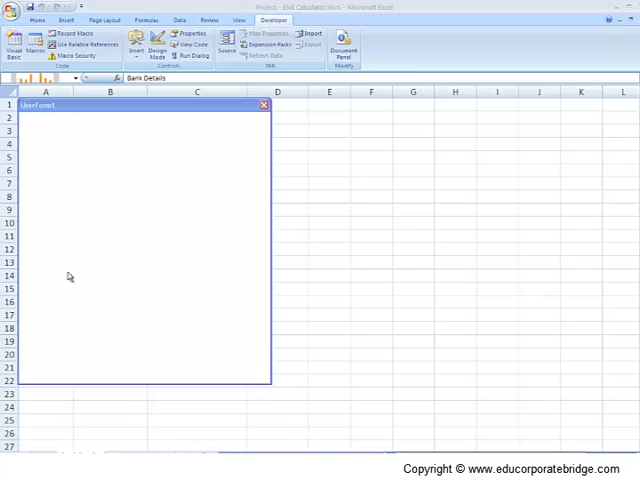 Project - EMI Calculator.xlsm - Microsoft Excel
Home Insert Page Layout Formulas Data Review View Developer
Visual Basic
Macros
Record Macro
Use Relative References
Macro Security
Code
Insert
Design Mode
Properties
View Code
Run Dialog
Controls
Source
Map Properties
Expansion Packs
Refresh Data
Import
Export
XML
Document Panel
Modify
fx Bank Details
A B C D E F G H I J K L
UserForm1
1
2
3
4
5
6
7
8
9
10
11
12
13
14
15
16
17
18
19
20
21
22
23
24
25
26
27
Copyright © www.educorporatebridge.com